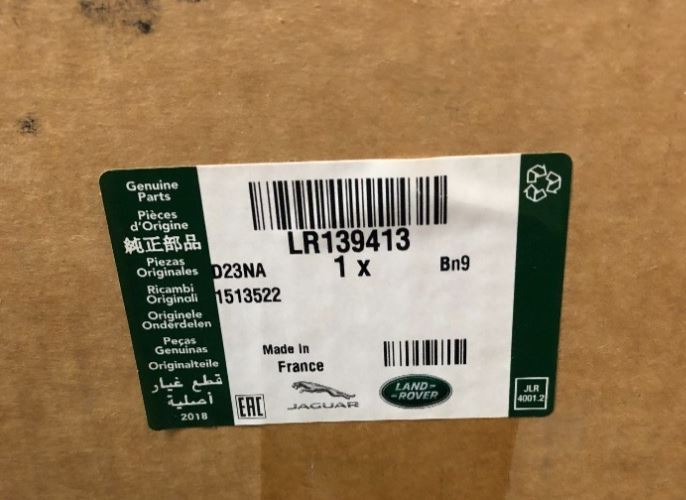 Genuine
Parts
Pièces
d'Origine
純正部品
Piezas
Originales
Ricambi
Originali
Originele
Onderdelen
Peças
Genuinas
Originalteile
قطع غيار
أصلية
2018
LR139413
1 x
Bn9
D23NA
1513522
Made in
France
EAC
JAGUAR
LAND-
-ROVER
JLR
4001.2